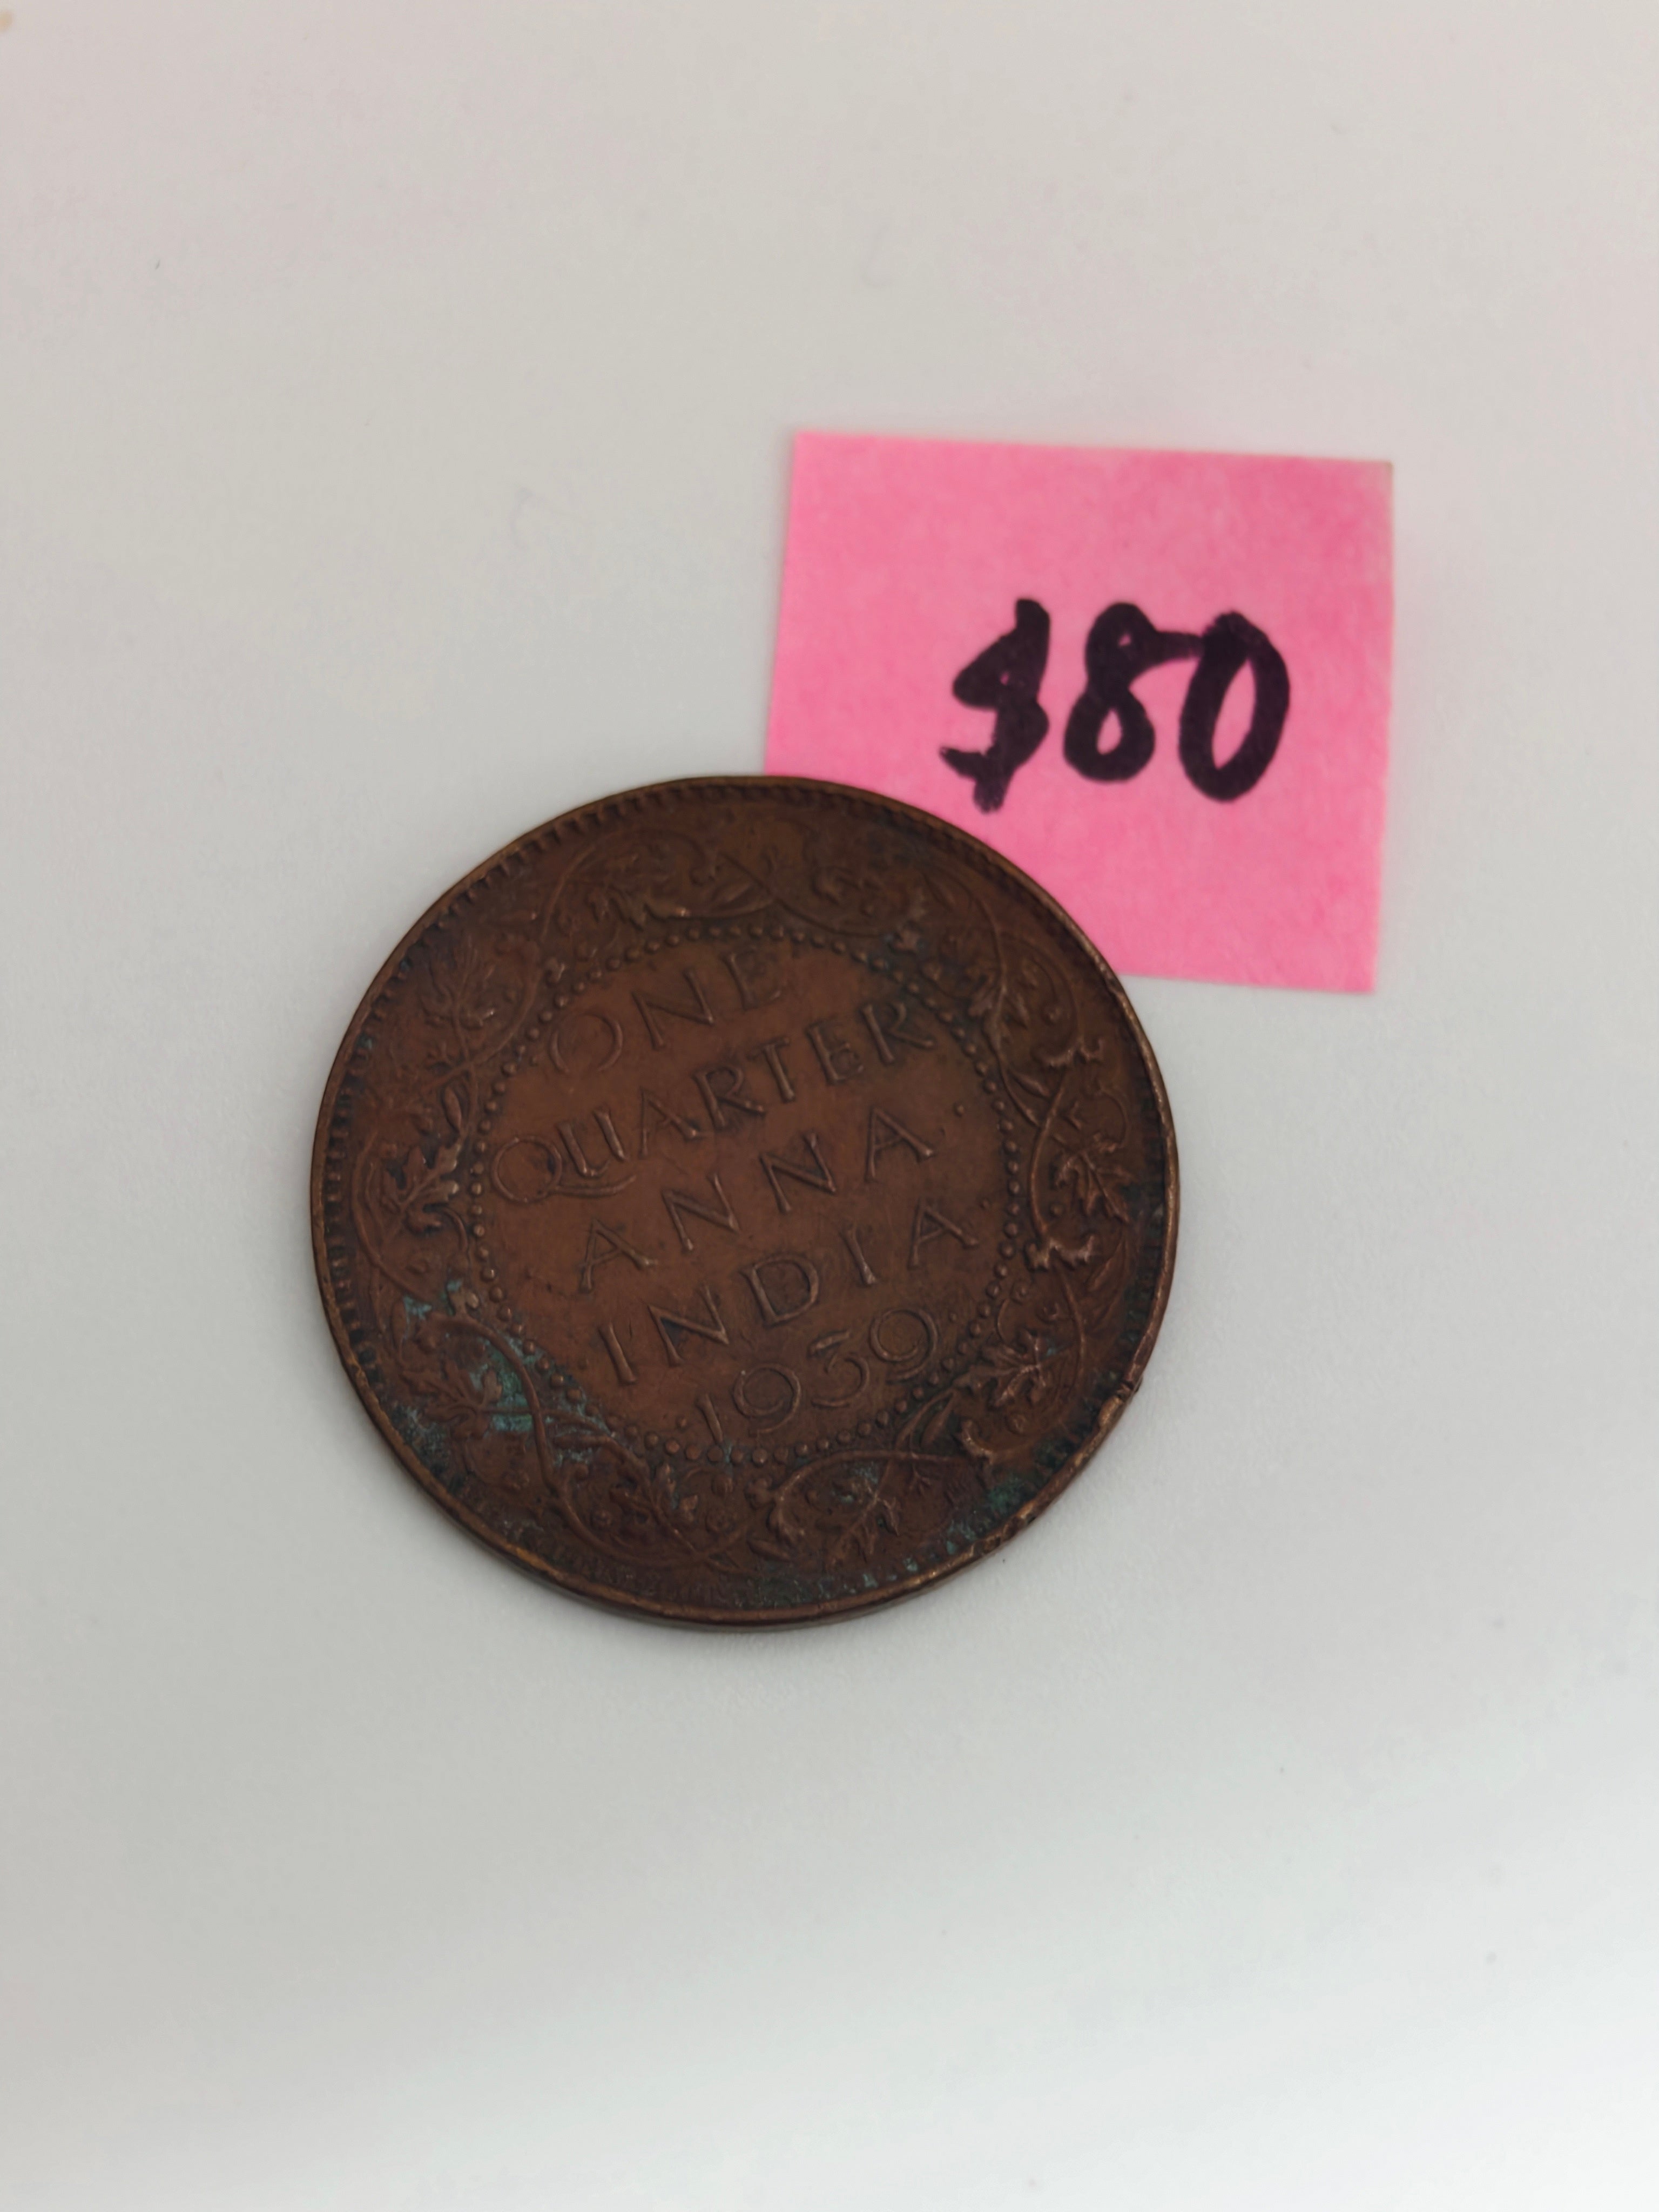 $80
ONE
QUARTER
ANNA
INDIA
1939